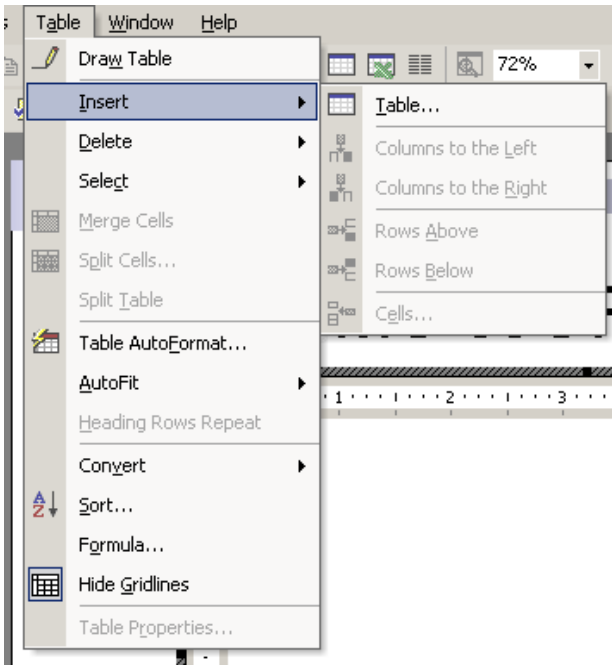 Table Window Help
72%
Draw Table
Insert
Delete
Select
Merge Cells
Split Cells...
Split Table
Table AutoFormat...
AutoFit
Heading Rows Repeat
Convert
Sort...
Formula...
Hide Gridlines
Table Properties...
Table...
Columns to the Left
Columns to the Right
Rows Above
Rows Below
Cells...
1 2 3